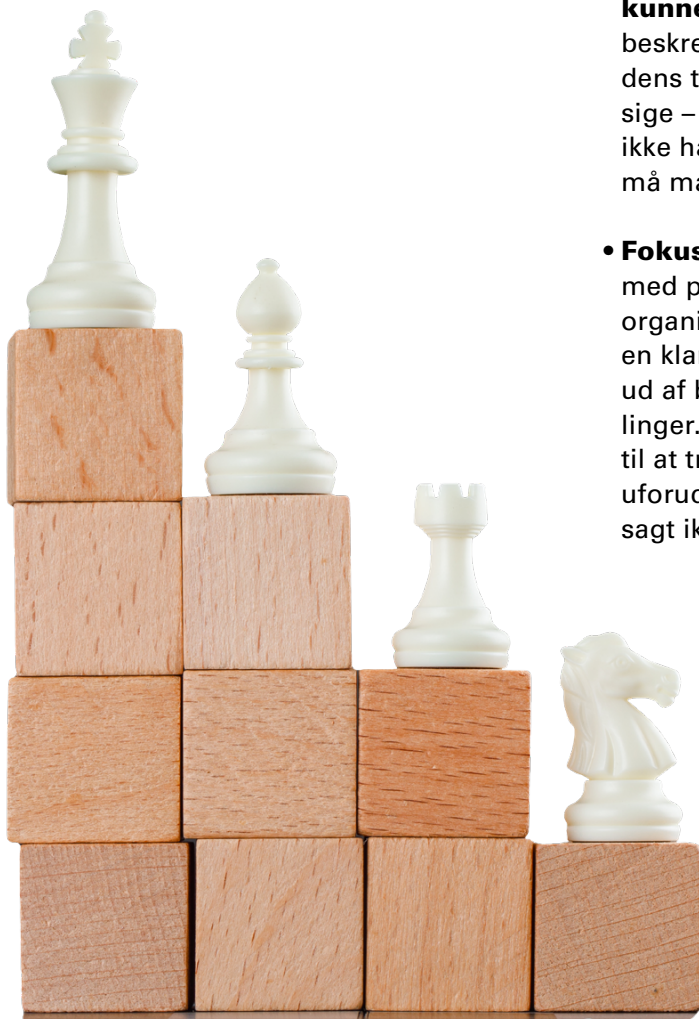 kunne
beskre
dens t
sige –
ikke ha
må ma
• Fokus
med p
organi
en klar
ud af b
linger.
til at tr
uforud
sagt ik